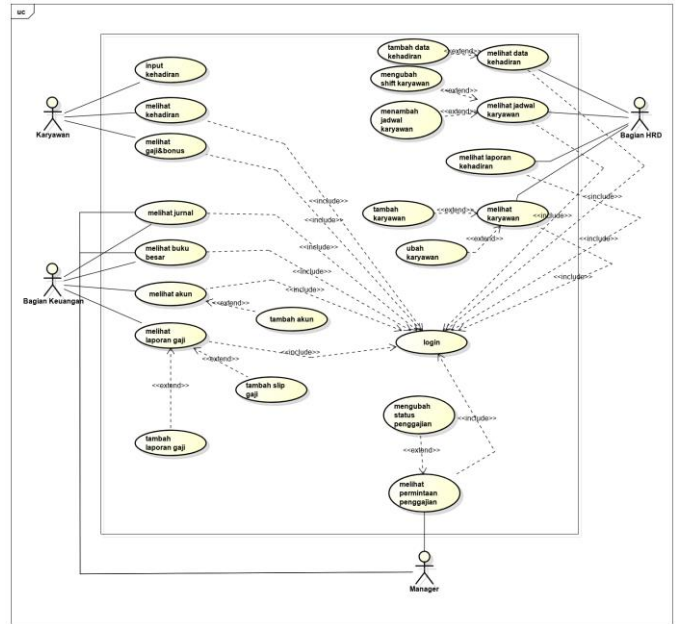 uc
input
kehadiran
melihat
kehadiran
melihat
gaji&bonus
Karyawan
tambah data
kehadiran
<<extend>>
melihat data
kehadiran
mengubah
shift karyawan
<<extend>>
menambah
jadwal
karyawan
<<extend>>
melihat jadwal
karyawan
Bagian HRD
melihat laporan
kehadiran
tambah
karyawan
<<extend>>
melihat
karyawan
ubah
karyawan
<<extend>>
<<include>>
<<include>>
<<include>>
<<include>>
<<include>>
<<include>>
<<include>>
<<include>>
melihat jurnal
melihat buku
besar
Bagian Keuangan
melihat akun
<<extend>>
tambah akun
melihat
laporan gaji
<<include>>
login
<<extend>>
<<extend>>
tambah slip
gaji
tambah
laporan gaji
mengubah
status
penggajian
<<include>>
<<extend>>
melihat
permintaan
penggajian
Manager